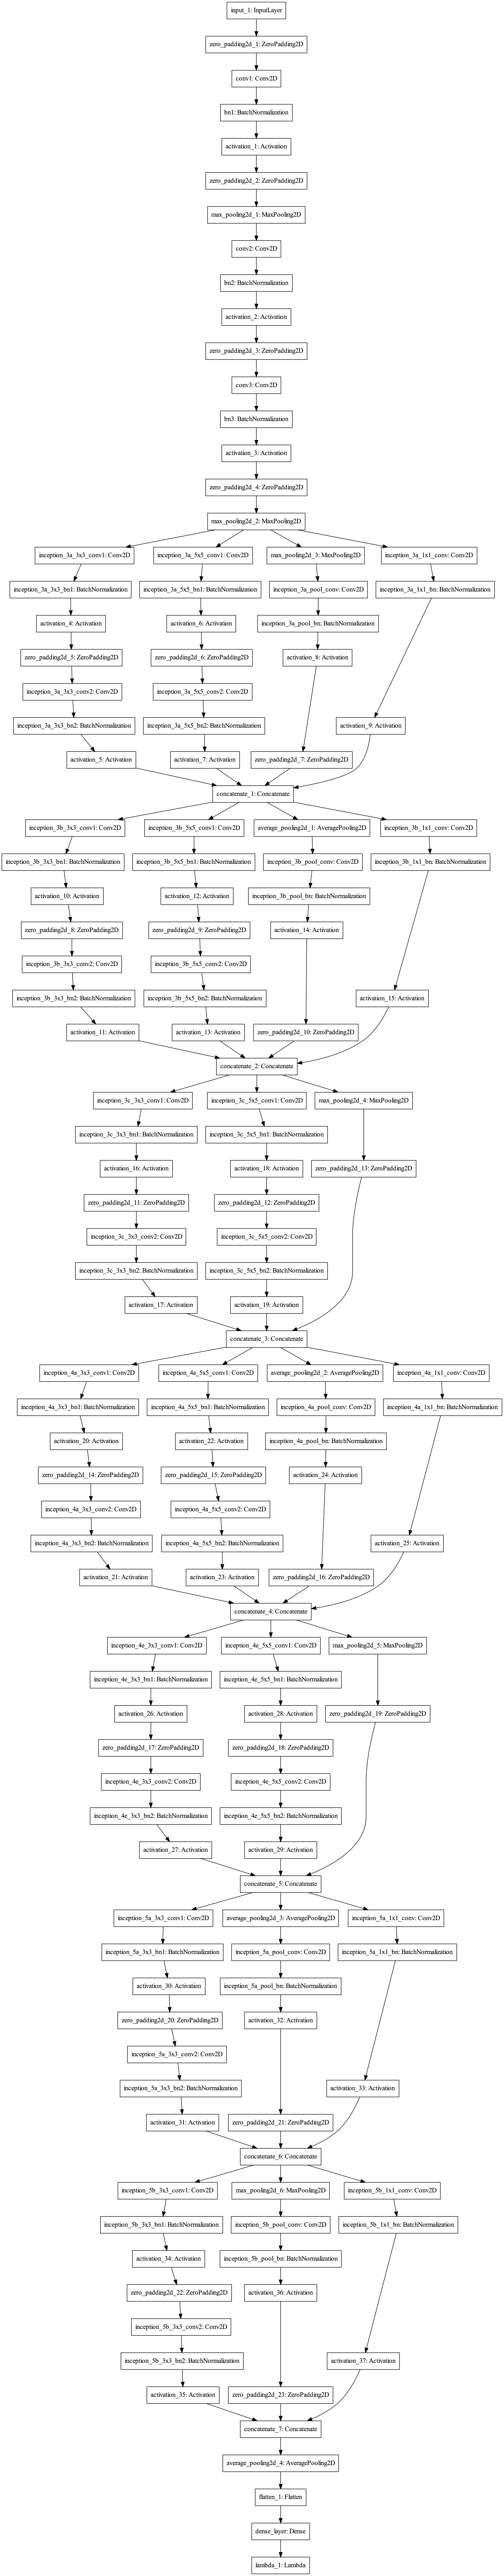 input_1: InputLayer
zero_padding2d_1: ZeroPadding2D
conv1: Conv2D
bn1: BatchNormalization
activation_1: Activation
zero_padding2d_2: ZeroPadding2D
max_pooling2d_1: MaxPooling2D
conv2: Conv2D
bn2: BatchNormalization
activation_2: Activation
zero_padding2d_3: ZeroPadding2D
conv3: Conv2D
bn3: BatchNormalization
activation_3: Activation
zero_padding2d_4: ZeroPadding2D
max_pooling2d_2: MaxPooling2D
inception_3a_3x3_conv1: Conv2D
inception_3a_5x5_conv1: Conv2D
max_pooling2d_3: MaxPooling2D
inception_3a_1x1_conv: Conv2D
inception_3a_3x3_bn1: BatchNormalization
inception_3a_5x5_bn1: BatchNormalization
inception_3a_pool_conv: Conv2D
inception_3a_1x1_bn: BatchNormalization
activation_4: Activation
activation_6: Activation
inception_3a_pool_bn: BatchNormalization
zero_padding2d_5: ZeroPadding2D
zero_padding2d_6: ZeroPadding2D
activation_8: Activation
inception_3a_3x3_conv2: Conv2D
inception_3a_5x5_conv2: Conv2D
inception_3a_3x3_bn2: BatchNormalization
inception_3a_5x5_bn2: BatchNormalization
activation_9: Activation
activation_5: Activation
activation_7: Activation
zero_padding2d_7: ZeroPadding2D
concatenate_1: Concatenate
inception_3b_3x3_conv1: Conv2D
inception_3b_5x5_conv1: Conv2D
average_pooling2d_1: AveragePooling2D
inception_3b_1x1_conv: Conv2D
inception_3b_3x3_bn1: BatchNormalization
inception_3b_5x5_bn1: BatchNormalization
inception_3b_pool_conv: Conv2D
inception_3b_1x1_bn: BatchNormalization
activation_10: Activation
activation_12: Activation
inception_3b_pool_bn: BatchNormalization
zero_padding2d_8: ZeroPadding2D
zero_padding2d_9: ZeroPadding2D
activation_14: Activation
inception_3b_3x3_conv2: Conv2D
inception_3b_5x5_conv2: Conv2D
inception_3b_3x3_bn2: BatchNormalization
inception_3b_5x5_bn2: BatchNormalization
activation_15: Activation
activation_11: Activation
activation_13: Activation
zero_padding2d_10: ZeroPadding2D
concatenate_2: Concatenate
inception_3c_3x3_conv1: Conv2D
inception_3c_5x5_conv1: Conv2D
max_pooling2d_4: MaxPooling2D
inception_3c_3x3_bn1: BatchNormalization
inception_3c_5x5_bn1: BatchNormalization
activation_16: Activation
activation_18: Activation
zero_padding2d_13: ZeroPadding2D
zero_padding2d_11: ZeroPadding2D
zero_padding2d_12: ZeroPadding2D
inception_3c_3x3_conv2: Conv2D
inception_3c_5x5_conv2: Conv2D
inception_3c_3x3_bn2: BatchNormalization
inception_3c_5x5_bn2: BatchNormalization
activation_17: Activation
activation_19: Activation
concatenate_3: Concatenate
inception_4a_3x3_conv1: Conv2D
inception_4a_5x5_conv1: Conv2D
average_pooling2d_2: AveragePooling2D
inception_4a_1x1_conv: Conv2D
inception_4a_3x3_bn1: BatchNormalization
inception_4a_5x5_bn1: BatchNormalization
inception_4a_pool_conv: Conv2D
inception_4a_1x1_bn: BatchNormalization
activation_20: Activation
activation_22: Activation
inception_4a_pool_bn: BatchNormalization
zero_padding2d_14: ZeroPadding2D
zero_padding2d_15: ZeroPadding2D
activation_24: Activation
inception_4a_3x3_conv2: Conv2D
inception_4a_5x5_conv2: Conv2D
inception_4a_3x3_bn2: BatchNormalization
inception_4a_5x5_bn2: BatchNormalization
activation_25: Activation
activation_21: Activation
activation_23: Activation
zero_padding2d_16: ZeroPadding2D
concatenate_4: Concatenate
inception_4e_3x3_conv1: Conv2D
inception_4e_5x5_conv1: Conv2D
max_pooling2d_5: MaxPooling2D
inception_4e_3x3_bn1: BatchNormalization
inception_4e_5x5_bn1: BatchNormalization
activation_26: Activation
activation_28: Activation
zero_padding2d_19: ZeroPadding2D
zero_padding2d_17: ZeroPadding2D
zero_padding2d_18: ZeroPadding2D
inception_4e_3x3_conv2: Conv2D
inception_4e_5x5_conv2: Conv2D
inception_4e_3x3_bn2: BatchNormalization
inception_4e_5x5_bn2: BatchNormalization
activation_27: Activation
activation_29: Activation
concatenate_5: Concatenate
inception_5a_3x3_conv1: Conv2D
average_pooling2d_3: AveragePooling2D
inception_5a_1x1_conv: Conv2D
inception_5a_3x3_bn1: BatchNormalization
inception_5a_pool_conv: Conv2D
inception_5a_1x1_bn: BatchNormalization
activation_30: Activation
inception_5a_pool_bn: BatchNormalization
zero_padding2d_20: ZeroPadding2D
activation_32: Activation
inception_5a_3x3_conv2: Conv2D
inception_5a_3x3_bn2: BatchNormalization
activation_33: Activation
activation_31: Activation
zero_padding2d_21: ZeroPadding2D
concatenate_6: Concatenate
inception_5b_3x3_conv1: Conv2D
max_pooling2d_6: MaxPooling2D
inception_5b_1x1_conv: Conv2D
inception_5b_3x3_bn1: BatchNormalization
inception_5b_pool_conv: Conv2D
inception_5b_1x1_bn: BatchNormalization
activation_34: Activation
inception_5b_pool_bn: BatchNormalization
zero_padding2d_22: ZeroPadding2D
activation_36: Activation
inception_5b_3x3_conv2: Conv2D
inception_5b_3x3_bn2: BatchNormalization
activation_37: Activation
activation_35: Activation
zero_padding2d_23: ZeroPadding2D
concatenate_7: Concatenate
average_pooling2d_4: AveragePooling2D
flatten_1: Flatten
dense_layer: Dense
lambda_1: Lambda